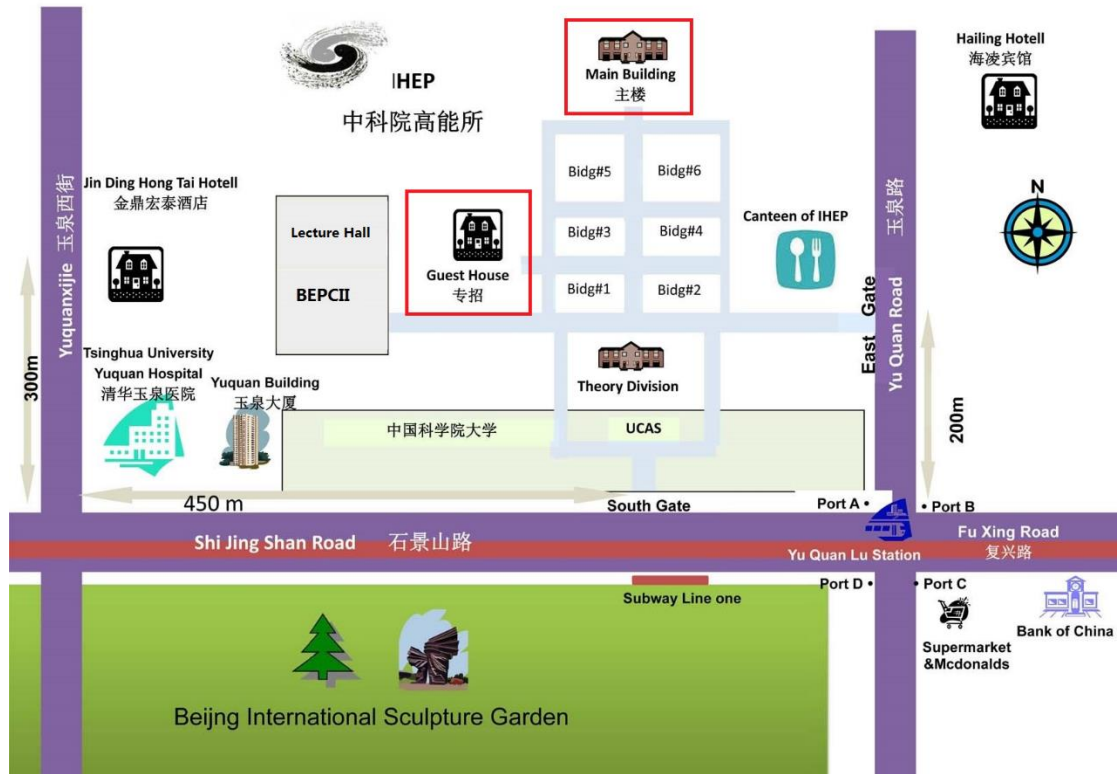 IHEP
中科院高能所
Main Building
主楼
Hailing Hotell
海凌宾馆
Bidg#5
Bidg#6
Jin Ding Hong Tai Hotell
金鼎宏泰酒店
Yuquanxijie 玉泉西街
玉泉路
Yu Quan Road
N
Lecture Hall
BEPCII
Guest House
专招
Bidg#3
Bidg#4
Canteen of IHEP
Bidg#1
Bidg#2
East Gate
300m
200m
Tsinghua University
Yuquan Hospital
清华玉泉医院
Yuquan Building
玉泉大厦
Theory Division
中国科学院大学
UCAS
450 m
South Gate
Port A •
• Port B
Shi Jing Shan Road 石景山路
Fu Xing Road
复兴路
Yu Quan Lu Station
Port D •
• Port C
Subway Line one
Supermarket
&Mcdonalds
Bank of China
Beijng International Sculpture Garden